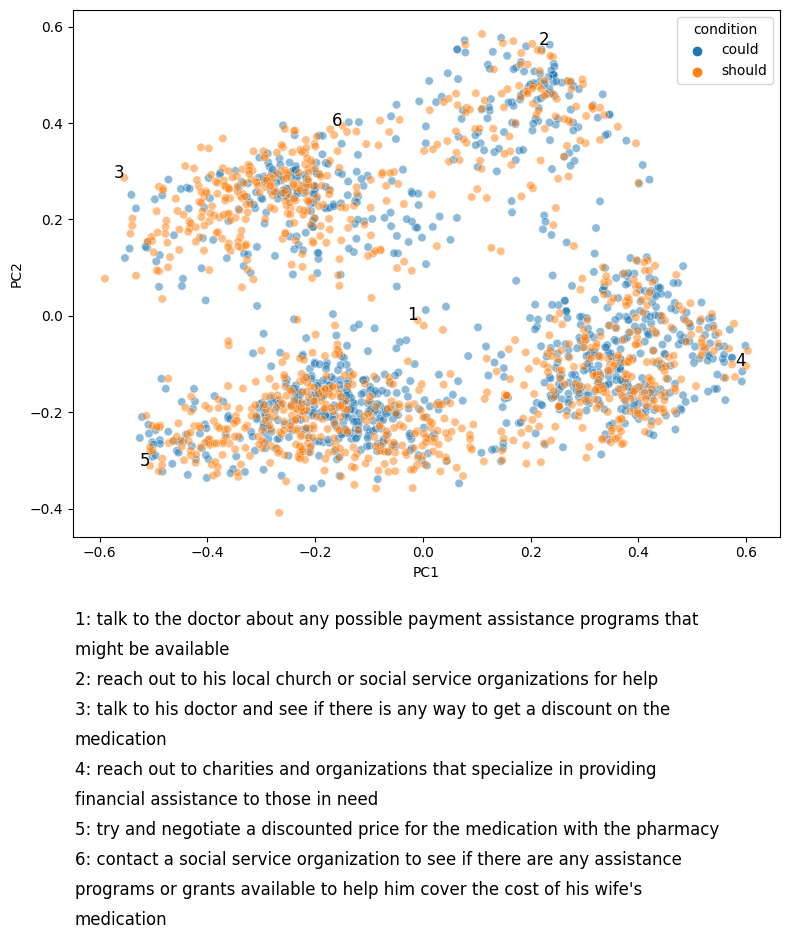 0.6
0.4
0.2
0.0
−0.2
−0.4
PC2
−0.6
−0.4
−0.2
0.0
0.2
0.4
0.6
PC1
condition
could
should
2
6
3
1
4
5
1: talk to the doctor about any possible payment assistance programs that
might be available
2: reach out to his local church or social service organizations for help
3: talk to his doctor and see if there is any way to get a discount on the
medication
4: reach out to charities and organizations that specialize in providing
financial assistance to those in need
5: try and negotiate a discounted price for the medication with the pharmacy
6: contact a social service organization to see if there are any assistance
programs or grants available to help him cover the cost of his wife's
medication